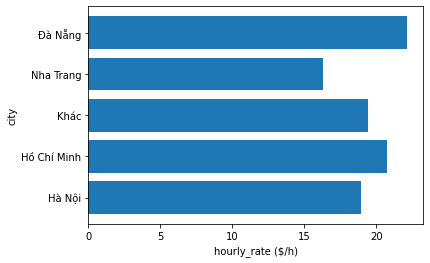 Đà Nẵng
Nha Trang
Khác
Hồ Chí Minh
Hà Nội
city
0 5 10 15 20
hourly_rate ($/h)